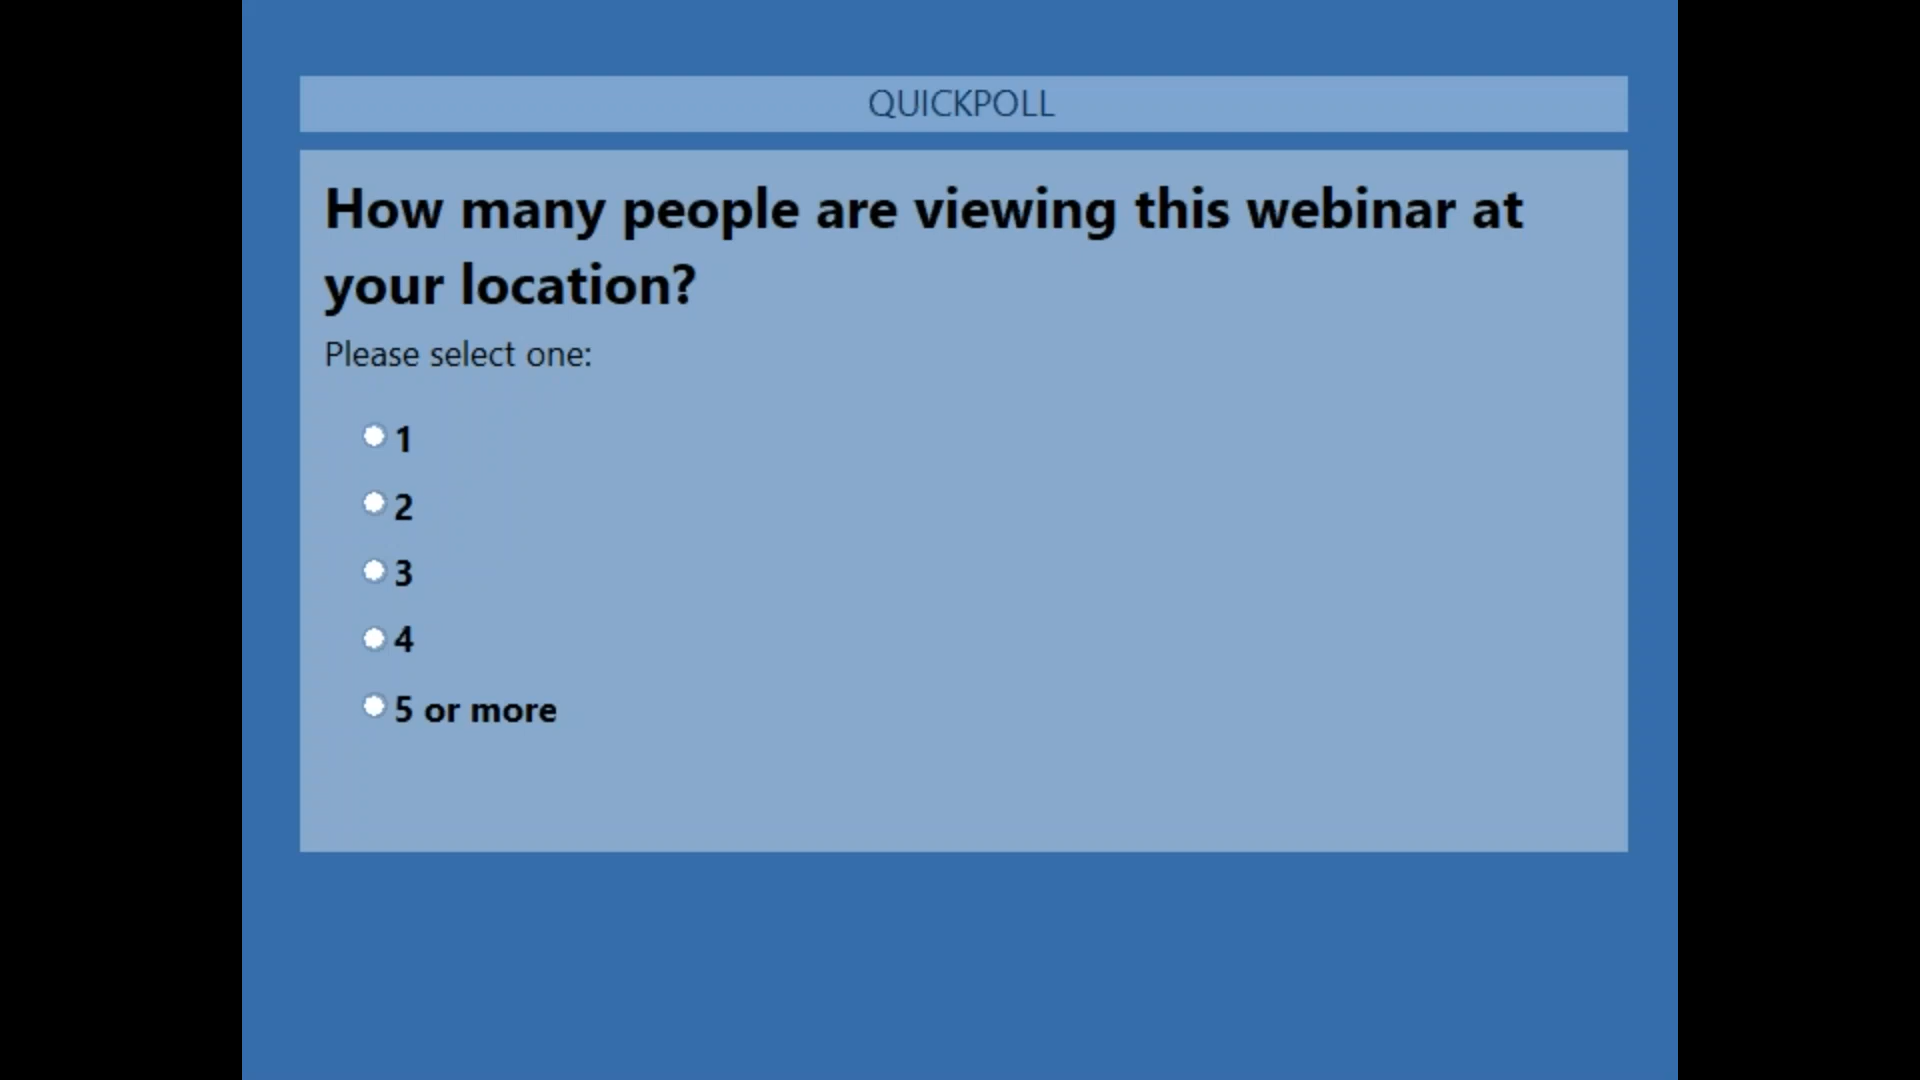 QUICKPOLL
How many people are viewing this webinar at
your location?
Please select one:
1
2
3
4
5 or more